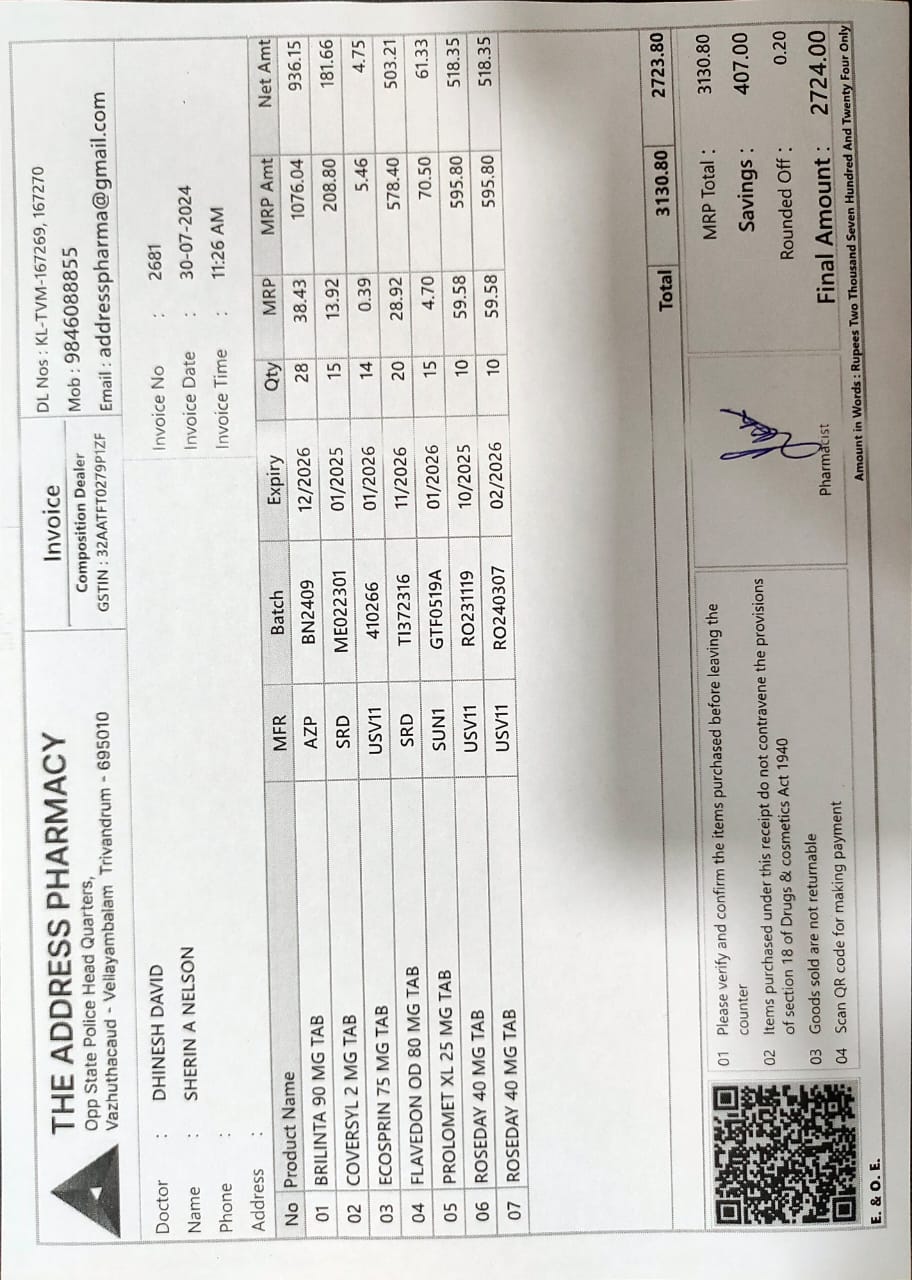 THE ADDRESS PHARMACY
Opp State Police Head Quarters,
Vazhuthacaud - Vellayambalam Trivandrum - 695010
Invoice
Composition Dealer
GSTIN : 32AATFT0279P1ZF
DL Nos : KL-TVM-167269, 167270
Mob : 9846088855
Email : addresspharma@gmail.com
Doctor : DHINESH DAVID
Name : SHERIN A NELSON
Phone :
Address :
Invoice No : 2681
Invoice Date : 30-07-2024
Invoice Time : 11:26 AM
No Product Name MFR Batch Expiry Qty MRP MRP Amt Net Amt
01 BRILINTA 90 MG TAB AZP BN2409 12/2026 28 38.43 1076.04 936.15
02 COVERSYL 2 MG TAB SRD ME022301 01/2025 15 13.92 208.80 181.66
03 ECOSPRIN 75 MG TAB USV11 410266 01/2026 14 0.39 5.46 4.75
04 FLAVEDON OD 80 MG TAB SRD TI372316 11/2026 20 28.92 578.40 503.21
05 PROLOMET XL 25 MG TAB SUN1 GTF0519A 01/2026 15 4.70 70.50 61.33
06 ROSEDAY 40 MG TAB USV11 RO231119 10/2025 10 59.58 595.80 518.35
07 ROSEDAY 40 MG TAB USV11 RO240307 02/2026 10 59.58 595.80 518.35
Total 3130.80 2723.80
01 Please verify and confirm the items purchased before leaving the
counter
02 Items purchased under this receipt do not contravene the provisions
of section 18 of Drugs & cosmetics Act 1940
03 Goods sold are not returnable
04 Scan QR code for making payment
Pharmacist
MRP Total : 3130.80
Savings : 407.00
Rounded Off : 0.20
Final Amount : 2724.00
Amount in Words : Rupees Two Thousand Seven Hundred And Twenty Four Only
E. & O. E.